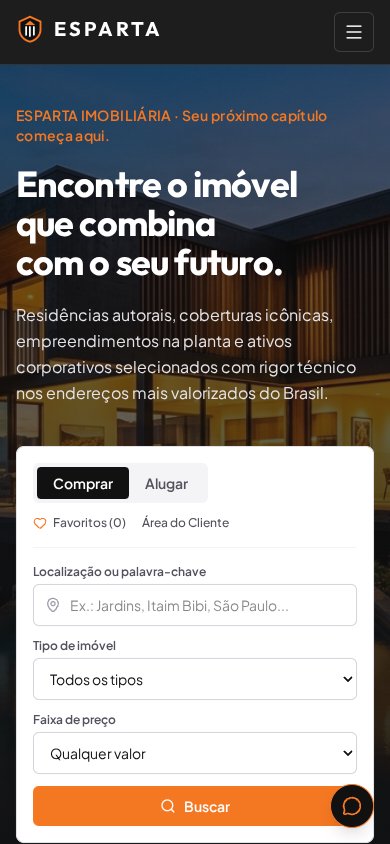 ESPARTA
ESPARTA IMOBILIÁRIA · Seu próximo capítulo
começa aqui.
Encontre o imóvel
que combina
com o seu futuro.
Residências autorais, coberturas icônicas,
empreendimentos na planta e ativos
corporativos selecionados com rigor técnico
nos endereços mais valorizados do Brasil.
Comprar
Alugar
Favoritos (0)
Área do Cliente
Localização ou palavra-chave
Ex.: Jardins, Itaim Bibi, São Paulo...
Tipo de imóvel
Todos os tipos
Faixa de preço
Qualquer valor
Buscar